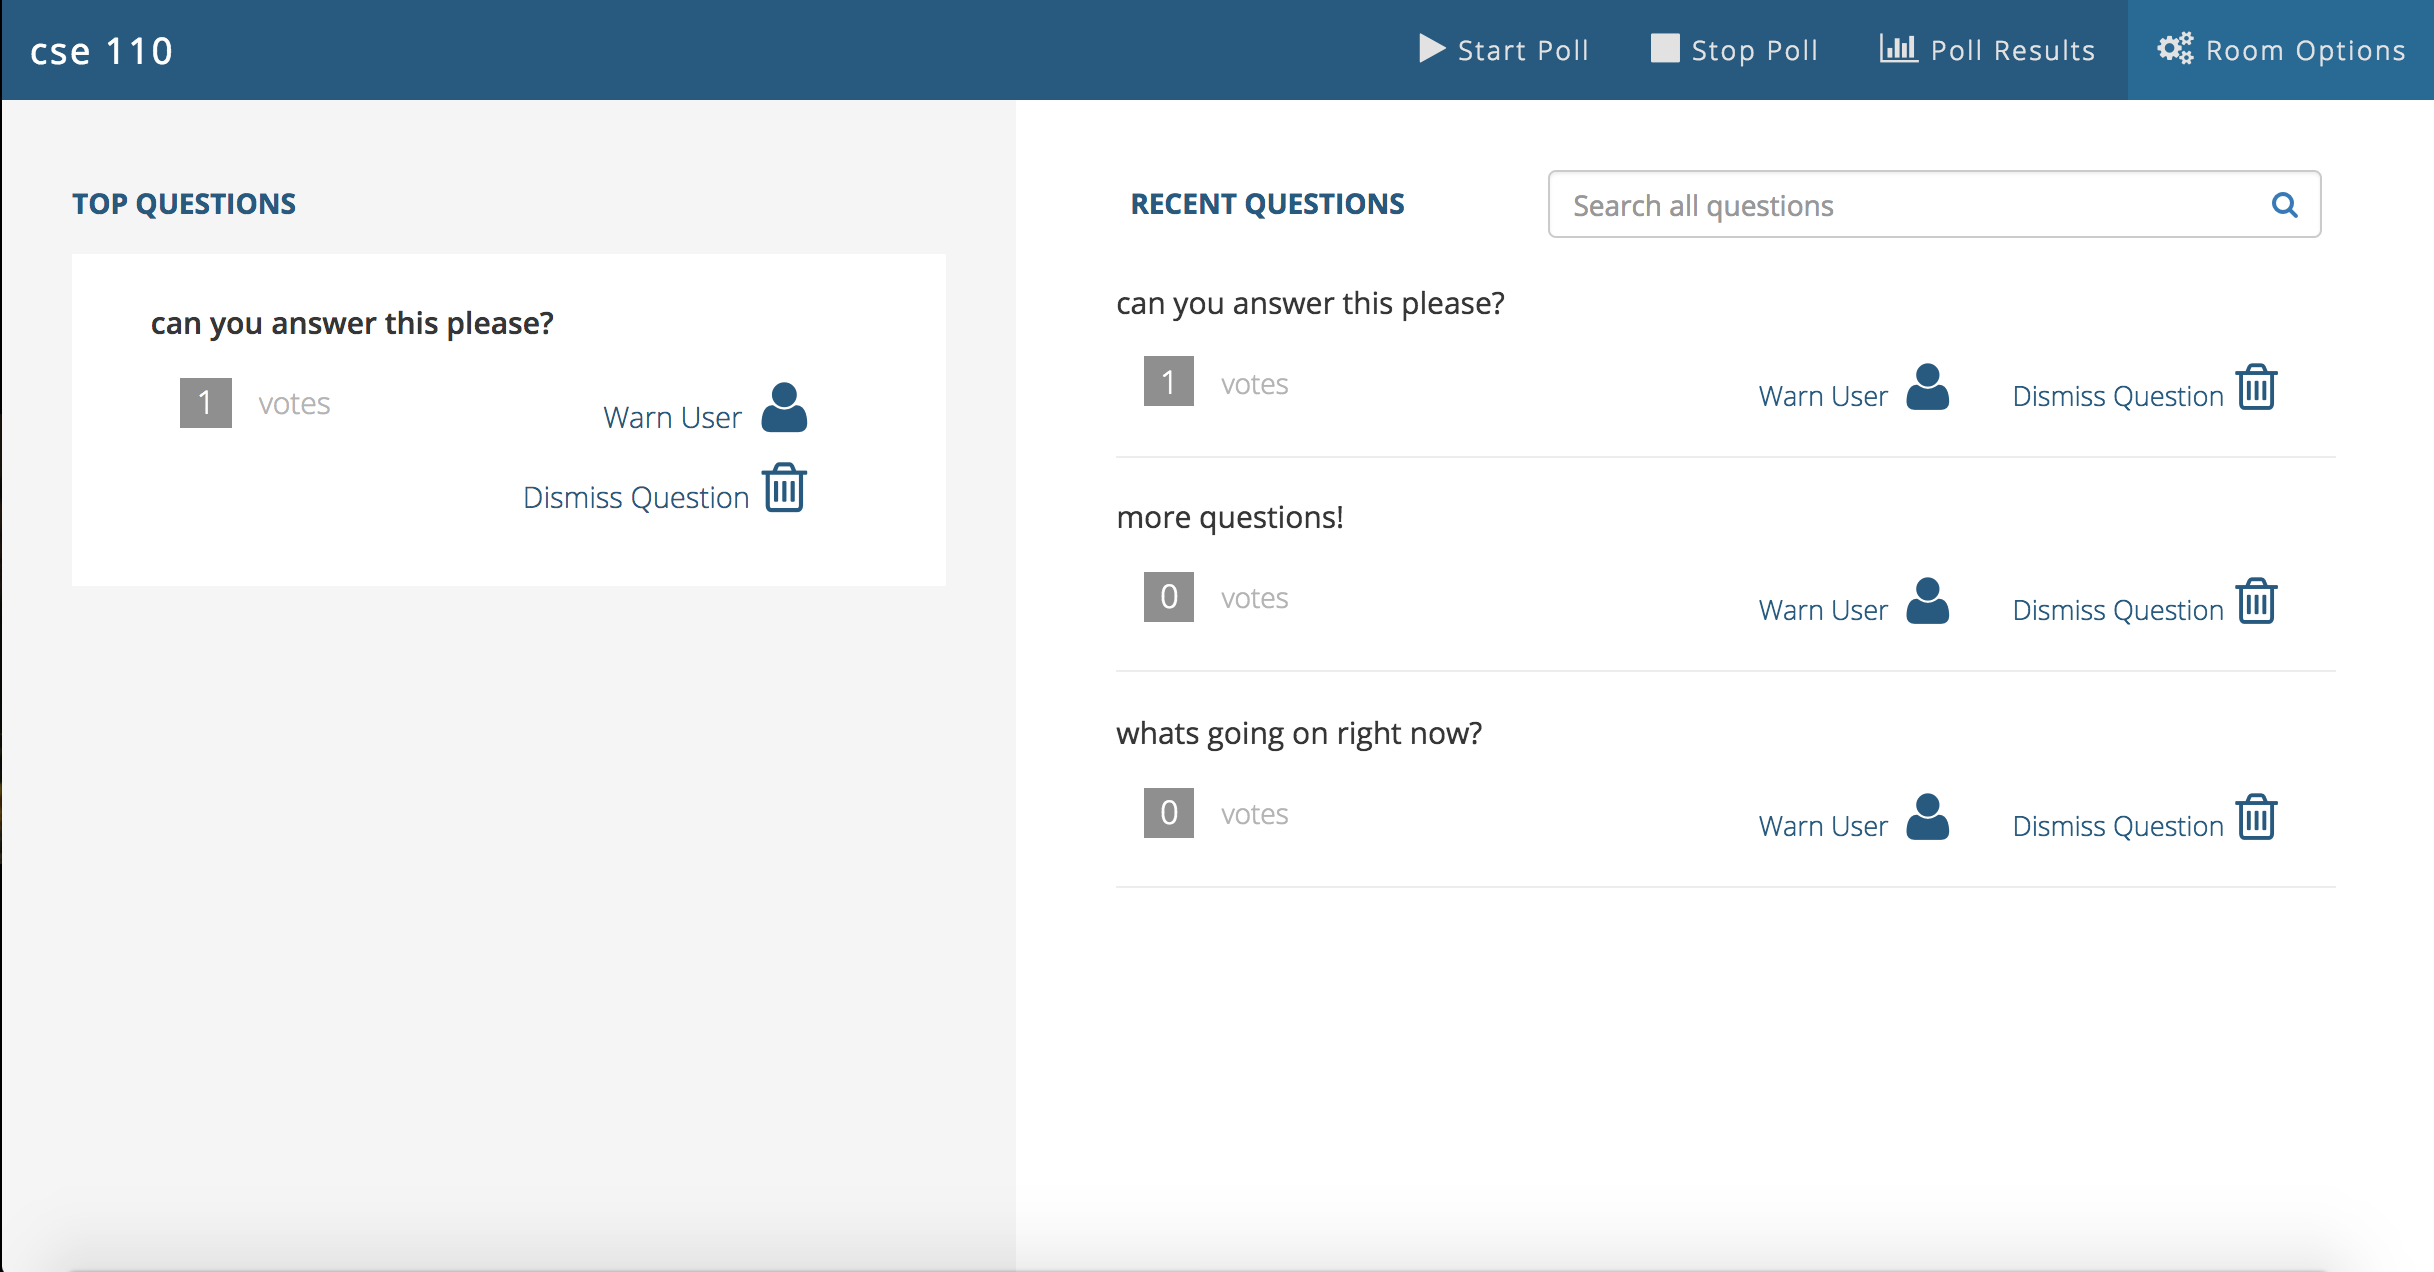 cse 110
Start Poll
Stop Poll
Poll Results
Room Options
TOP QUESTIONS
can you answer this please?
1 votes
Warn User
Dismiss Question
RECENT QUESTIONS
Search all questions
can you answer this please?
1 votes
Warn User
Dismiss Question
more questions!
0 votes
Warn User
Dismiss Question
whats going on right now?
0 votes
Warn User
Dismiss Question